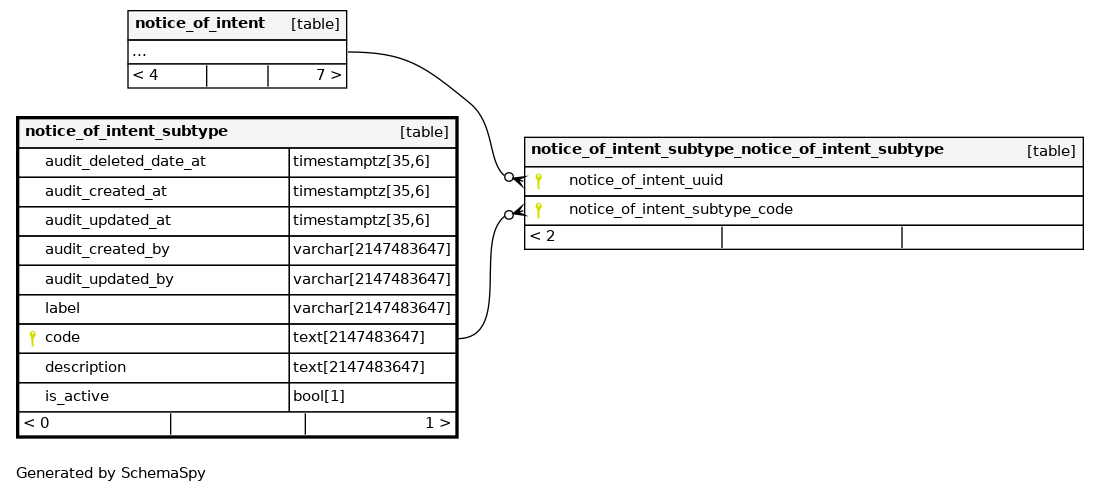 notice_of_intent [table]
...
< 4 7 >
notice_of_intent_subtype [table]
audit_deleted_date_at timestamptz[35,6]
audit_created_at timestamptz[35,6]
audit_updated_at timestamptz[35,6]
audit_created_by varchar[2147483647]
audit_updated_by varchar[2147483647]
label varchar[2147483647]
code text[2147483647]
description text[2147483647]
is_active bool[1]
< 0 1 >
notice_of_intent_subtype_notice_of_intent_subtype [table]
notice_of_intent_uuid
notice_of_intent_subtype_code
< 2
Generated by SchemaSpy